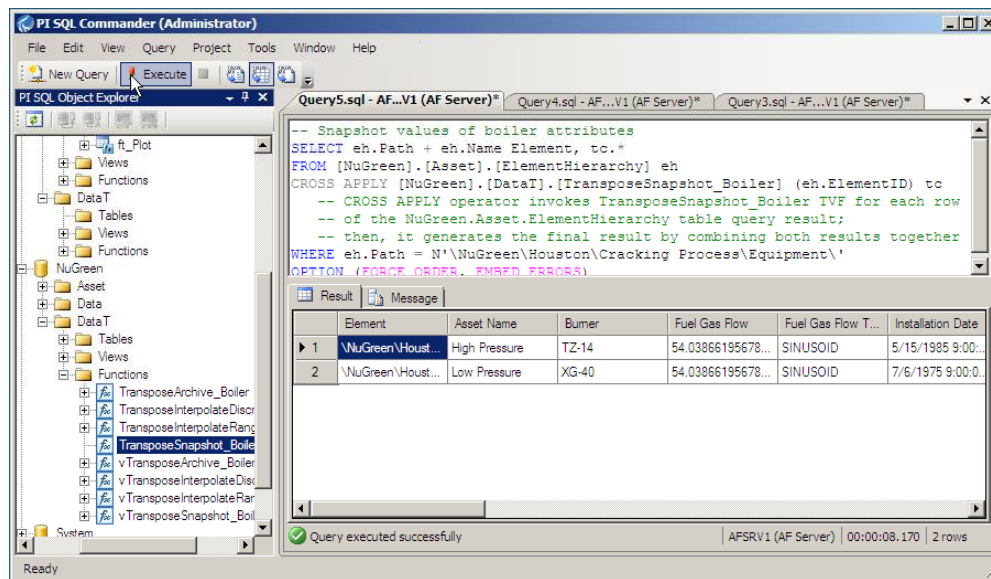 PI SQL Commander (Administrator)
File Edit View Query Project Tools Window Help
New Query Execute
PI SQL Object Explorer
ft_Plot
Views
Functions
DataT
Tables
Views
Functions
NuGreen
Asset
Data
DataT
Tables
Views
Functions
TransposeArchive_Boiler
TransposeInterpolateDiscr
TransposeInterpolateRang
TransposeSnapshot_Boile
vTransposeArchive_Boiler
vTransposeInterpolateDisc
vTransposeInterpolateRar
vTransposeSnapshot_Boil
System
Query5.sql - AF...V1 (AF Server)* Query4.sql - AF...V1 (AF Server)* Query3.sql - AF...V1 (AF Server)*
-- Snapshot values of boiler attributes
SELECT eh.Path + eh.Name Element, tc.*
FROM [NuGreen].[Asset].[ElementHierarchy] eh
CROSS APPLY [NuGreen].[DataT].[TransposeSnapshot_Boiler] (eh.ElementID) tc
-- CROSS APPLY operator invokes TransposeSnapshot_Boiler TVF for each row
-- of the NuGreen.Asset.ElementHierarchy table query result;
-- then, it generates the final result by combining both results together
WHERE eh.Path = N'\NuGreen\Houston\Cracking Process\Equipment\'
OPTION (FORCE ORDER, EMBED ERRORS)
Result Message
Element Asset Name Burner Fuel Gas Flow Fuel Gas Flow T... Installation Date
1 \NuGreen\Houst... High Pressure TZ-14 54.03866195678... SINUSOID 5/15/1985 9:00:..
2 \NuGreen\Houst... Low Pressure XG-40 54.03866195678... SINUSOID 7/6/1975 9:00:0..
Query executed successfully AFSRV1 (AF Server) 00:00:08.170 2 rows
Ready